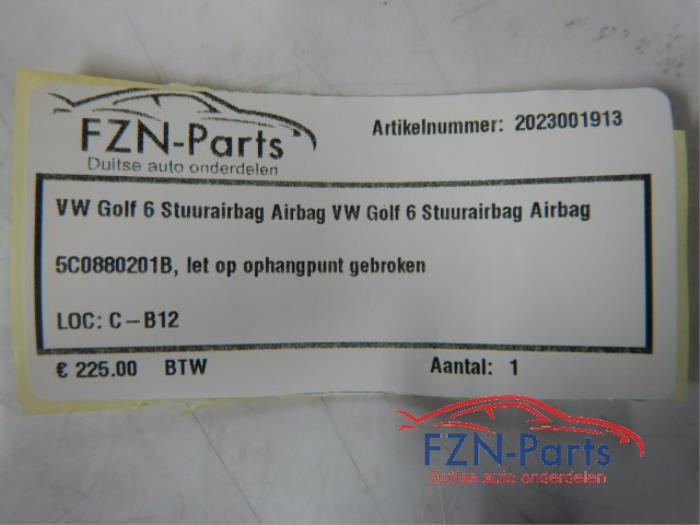 FZN-Parts
Duitse auto onderdelen
Artikelnummer: 2023001913
VW Golf 6 Stuurairbag Airbag VW Golf 6 Stuurairbag Airbag
5C0880201B, let op ophangpunt gebroken
LOC: C-B12
€ 225.00 BTW
Aantal: 1
FZN-Parts
Duitse auto onderdelen